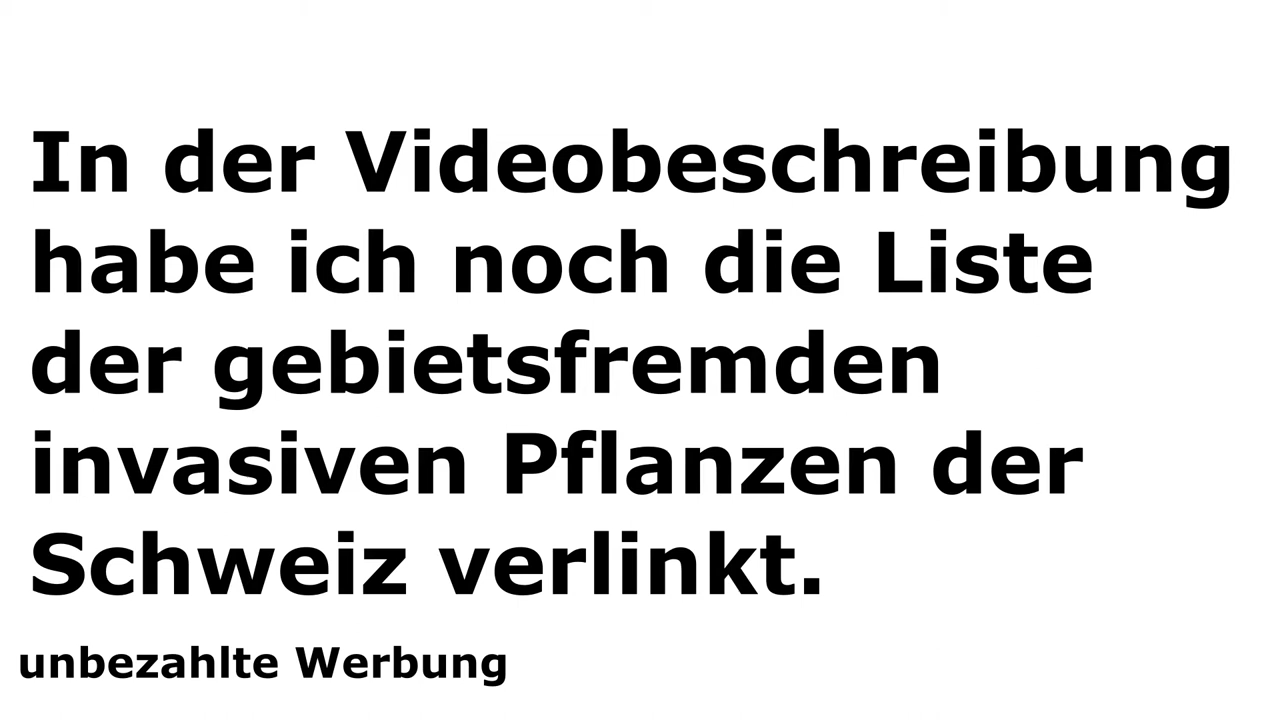 In der Videobeschreibung
habe ich noch die Liste
der gebietsfremden
invasiven Pflanzen der
Schweiz verlinkt.
unbezahlte Werbung